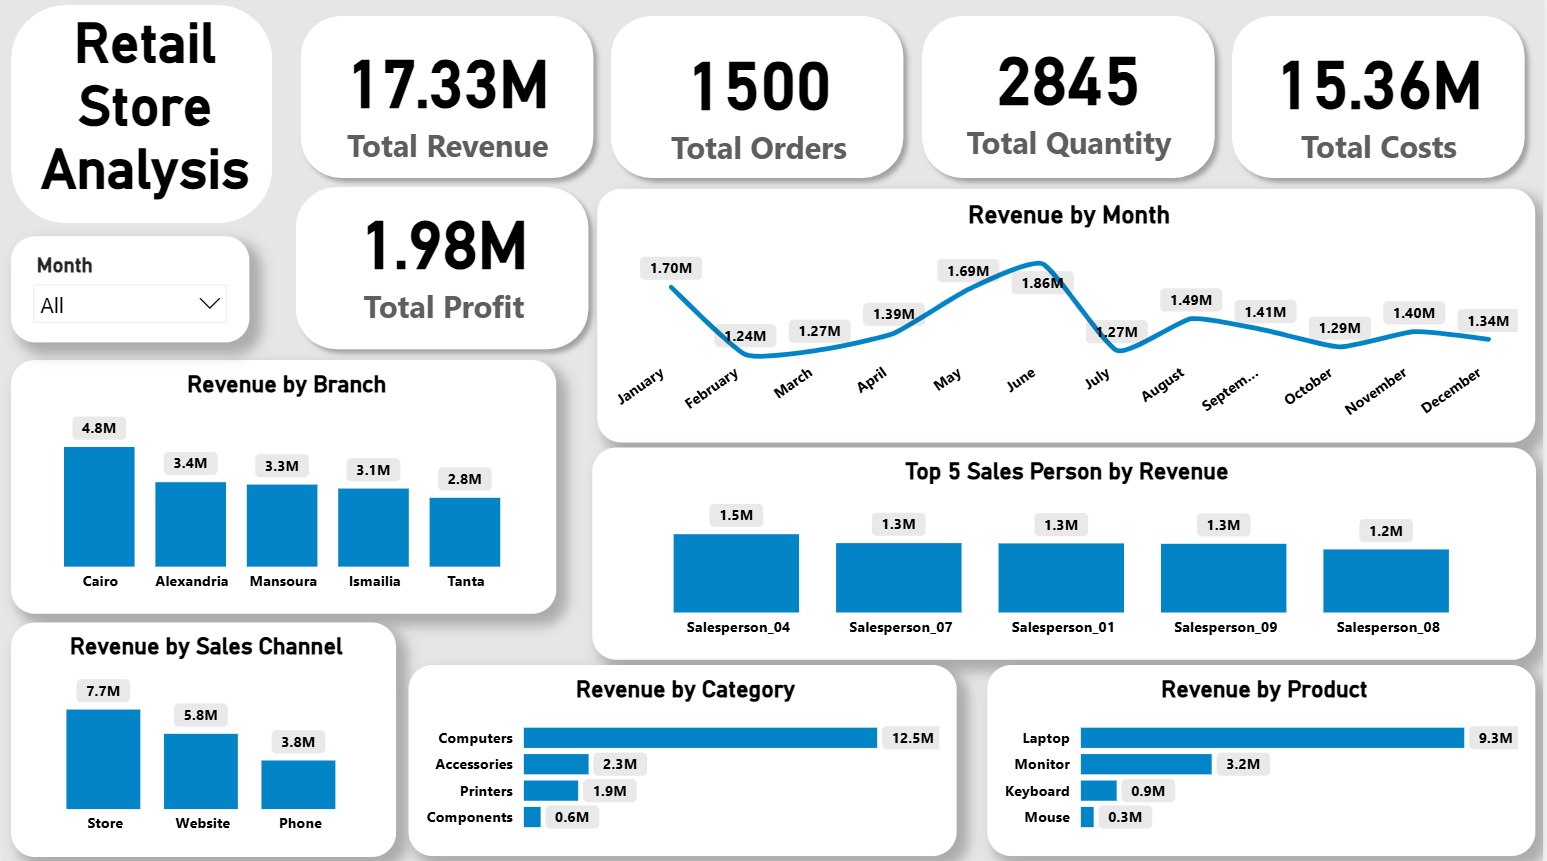 Retail
Store
Analysis
17.33M
Total Revenue
1500
Total Orders
2845
Total Quantity
15.36M
Total Costs
1.98M
Total Profit
Month
All
Revenue by Month
1.70M
1.24M
1.27M
1.39M
1.69M
1.86M
1.27M
1.49M
1.41M
1.29M
1.40M
1.34M
January
February
March
April
May
June
July
August
Septem...
October
November
December
Revenue by Branch
4.8M
3.4M
3.3M
3.1M
2.8M
Cairo
Alexandria
Mansoura
Ismailia
Tanta
Top 5 Sales Person by Revenue
1.5M
1.3M
1.3M
1.3M
1.2M
Salesperson_04
Salesperson_07
Salesperson_01
Salesperson_09
Salesperson_08
Revenue by Sales Channel
7.7M
5.8M
3.8M
Store
Website
Phone
Revenue by Category
Computers 12.5M
Accessories 2.3M
Printers 1.9M
Components 0.6M
Revenue by Product
Laptop 9.3M
Monitor 3.2M
Keyboard 0.9M
Mouse 0.3M